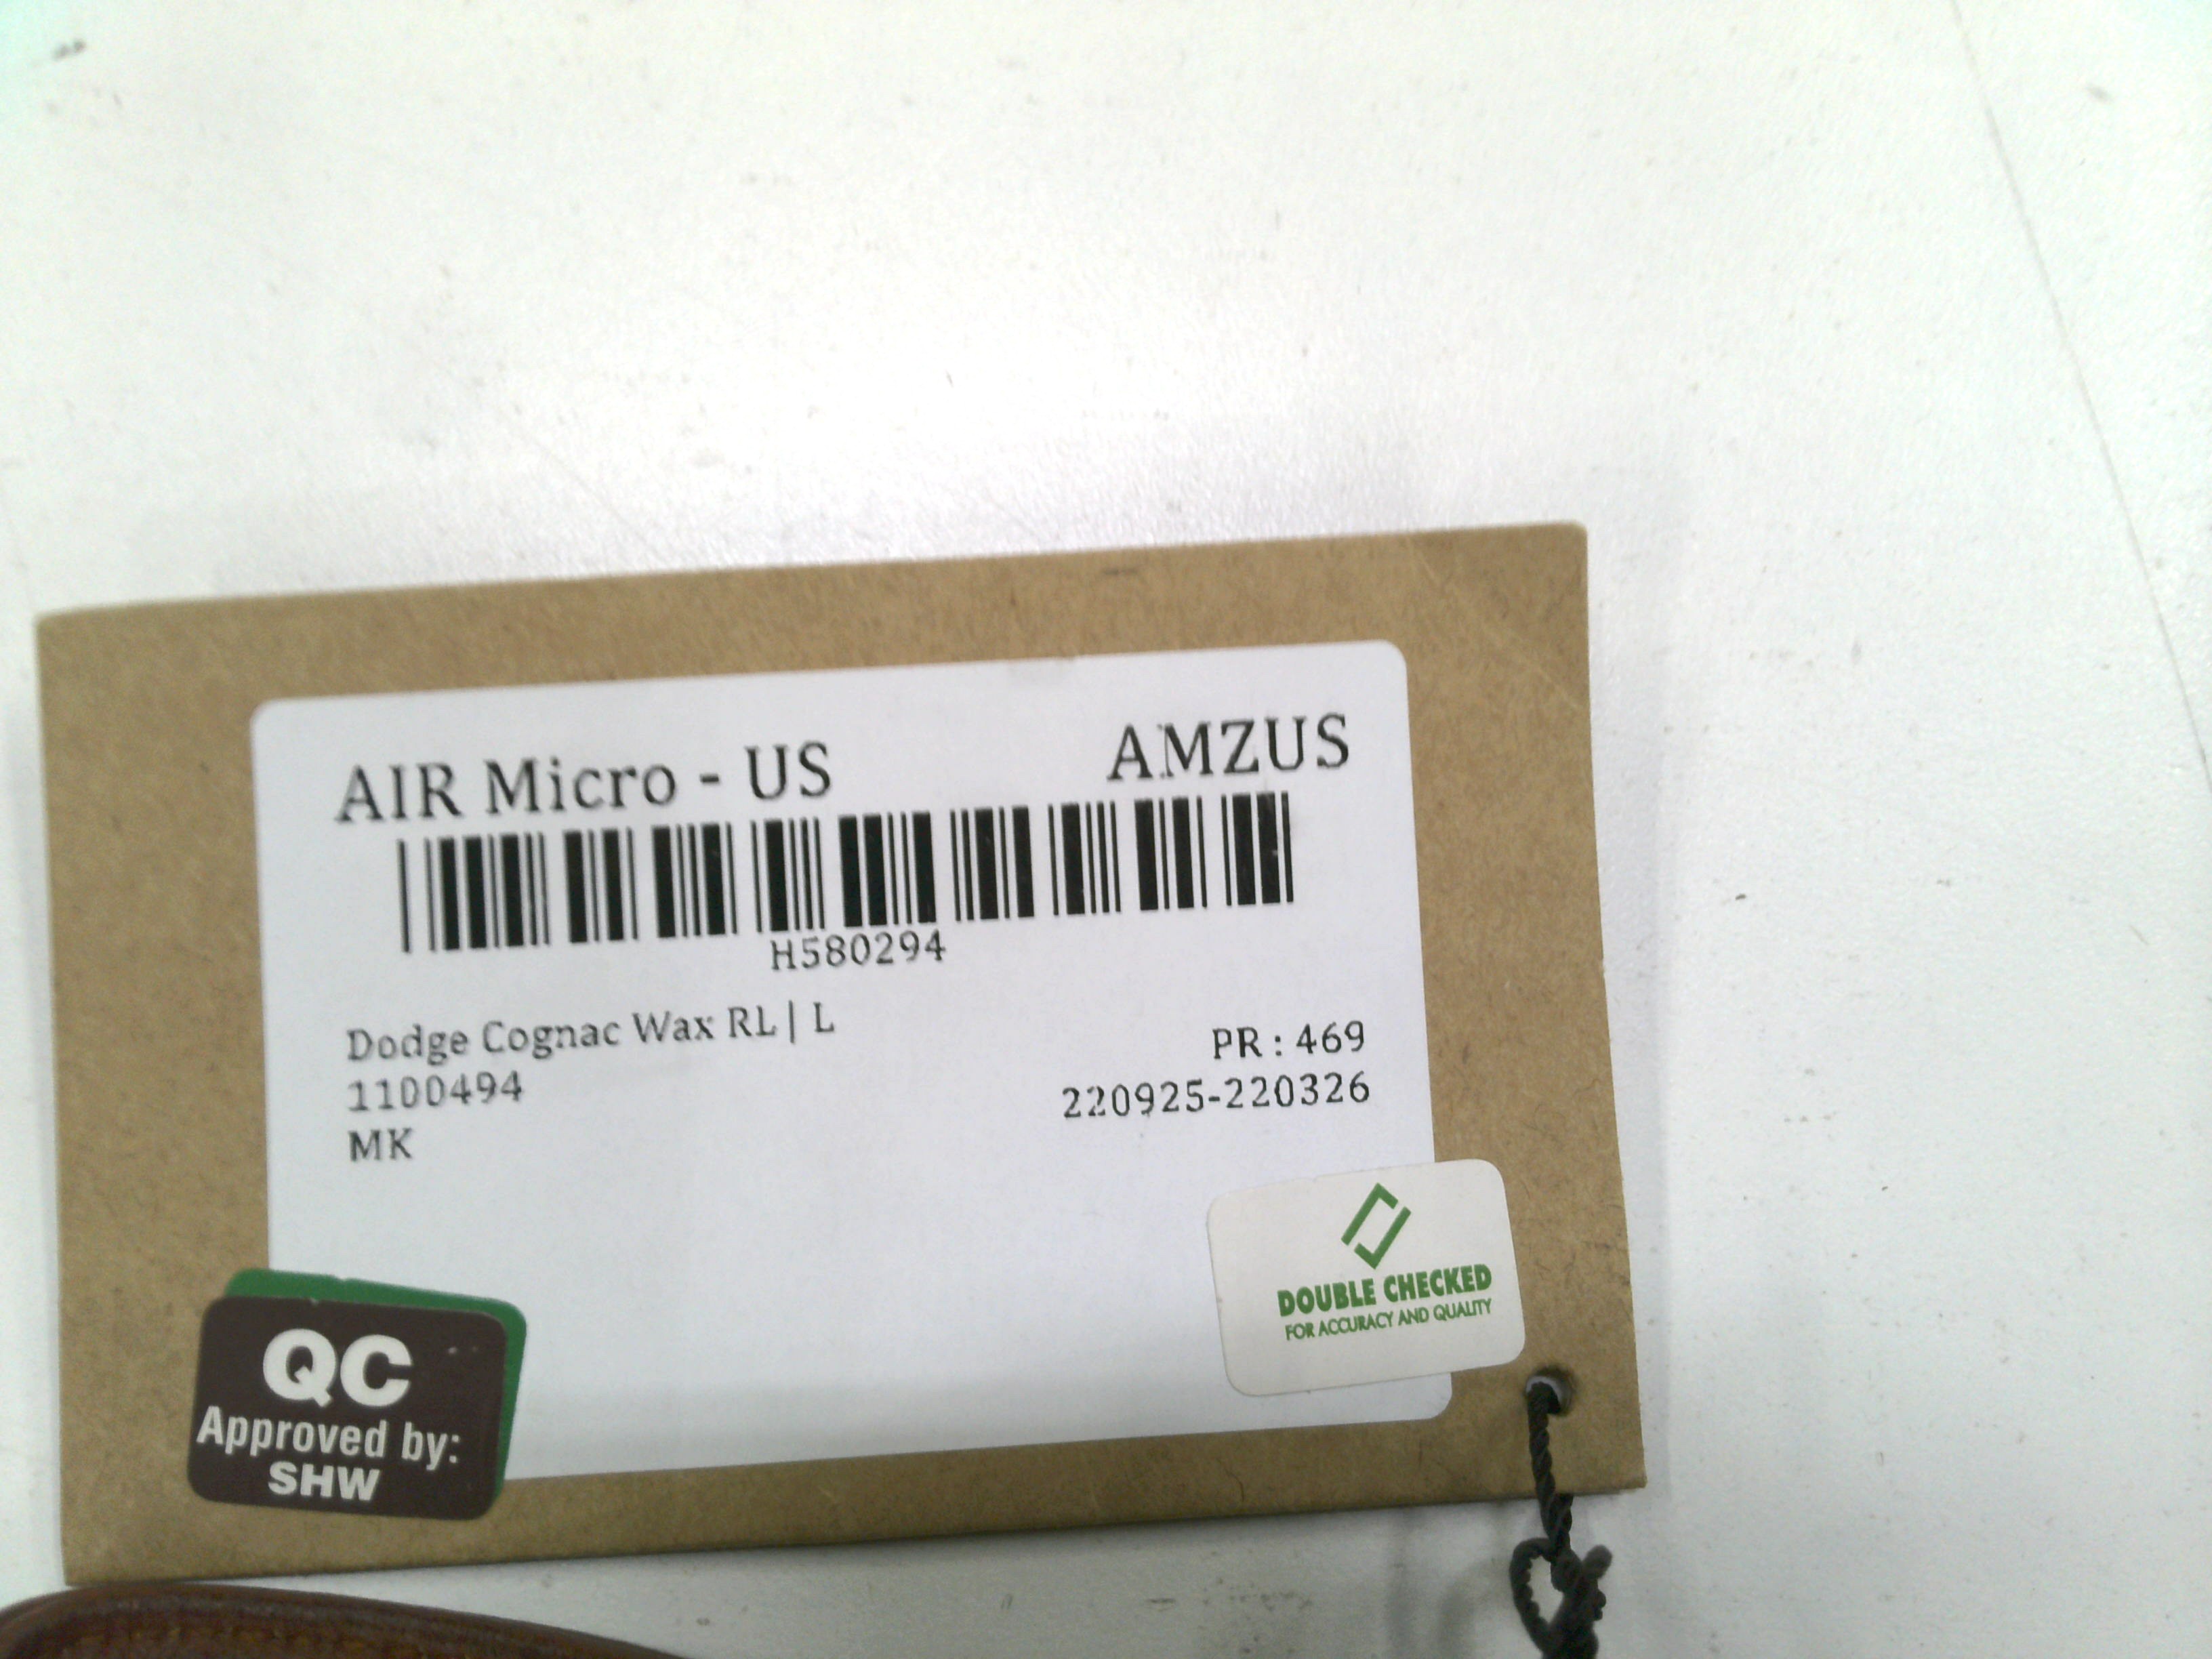 AIR Micro - US AMZUS
H580294
Dodge Cognac Wax RL | L
PR : 469
1100494
220925-220326
MK
DOUBLE CHECKED
FOR ACCURACY AND QUALITY
QC
Approved by:
SHW